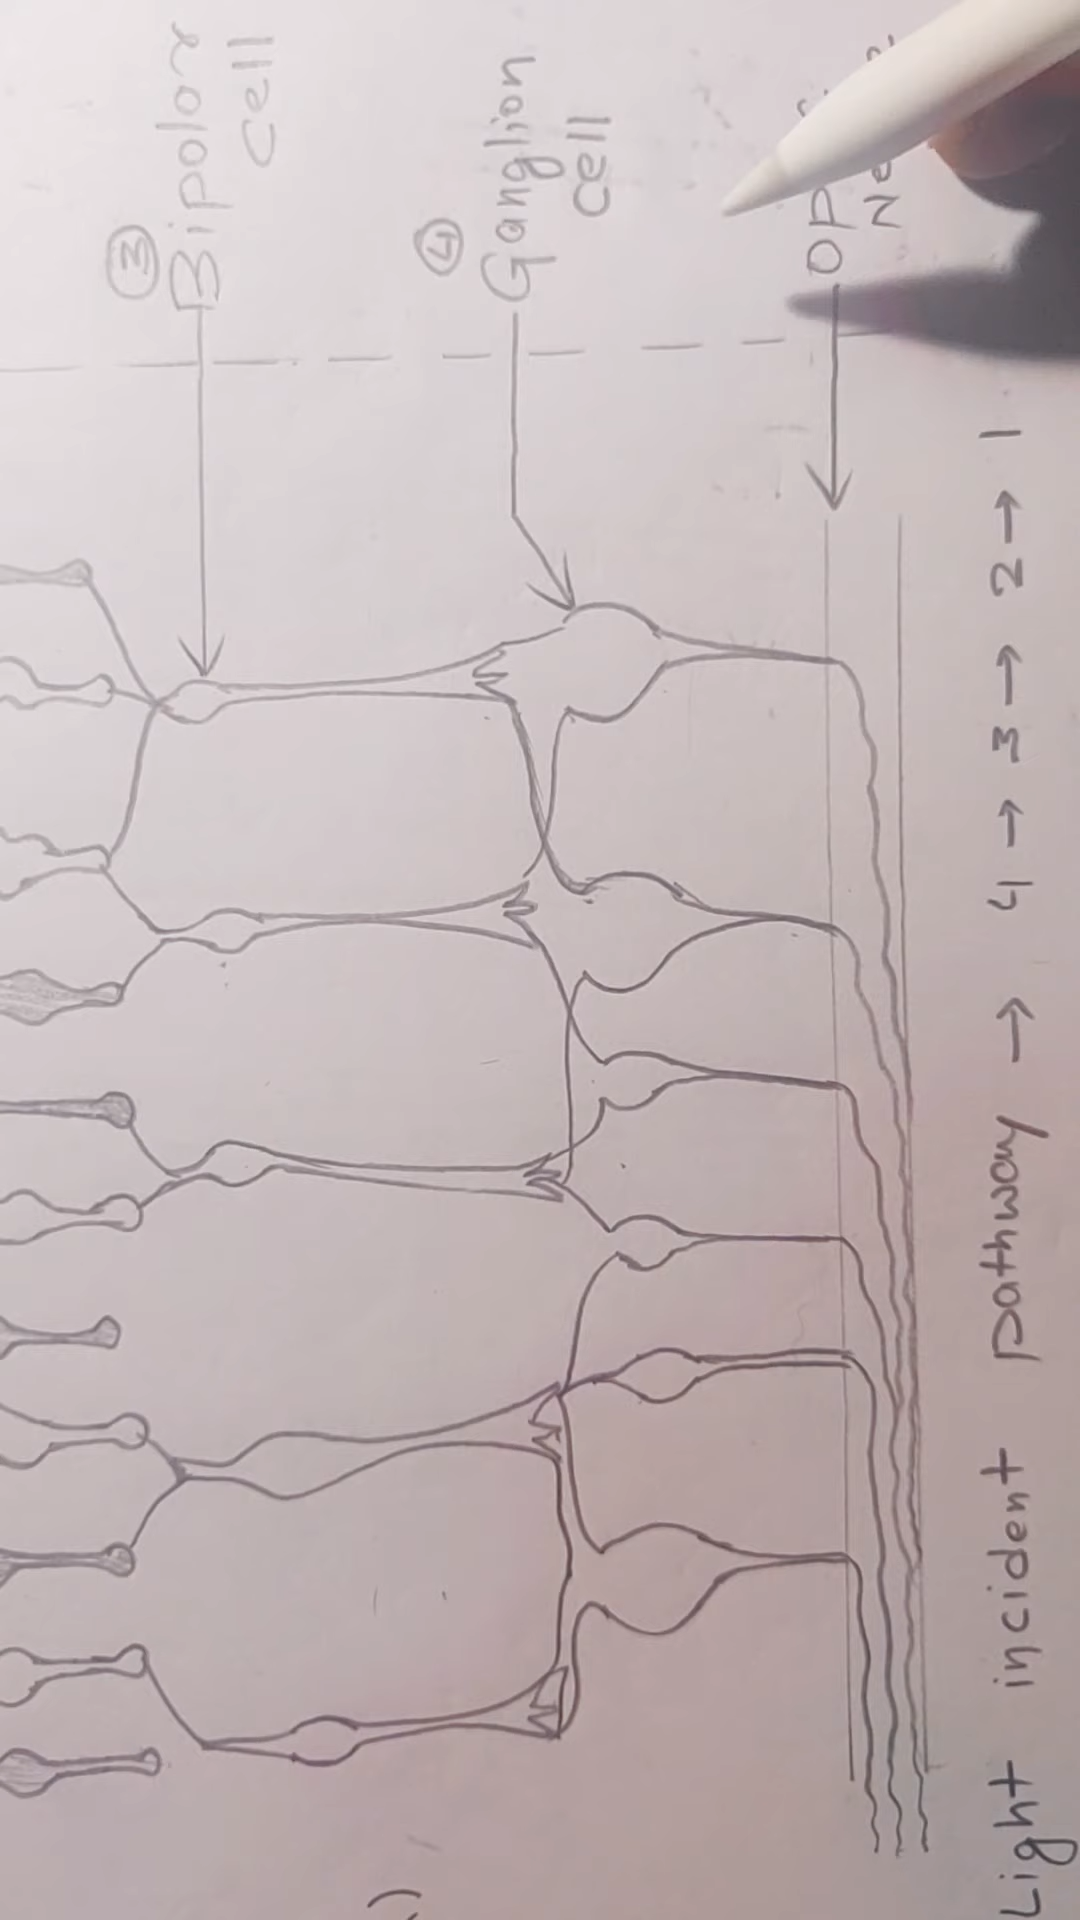 ③
Bipolar
Cell
④
Ganglion
Cell
Light incident pathway → 4 → 3 → 2 → 1